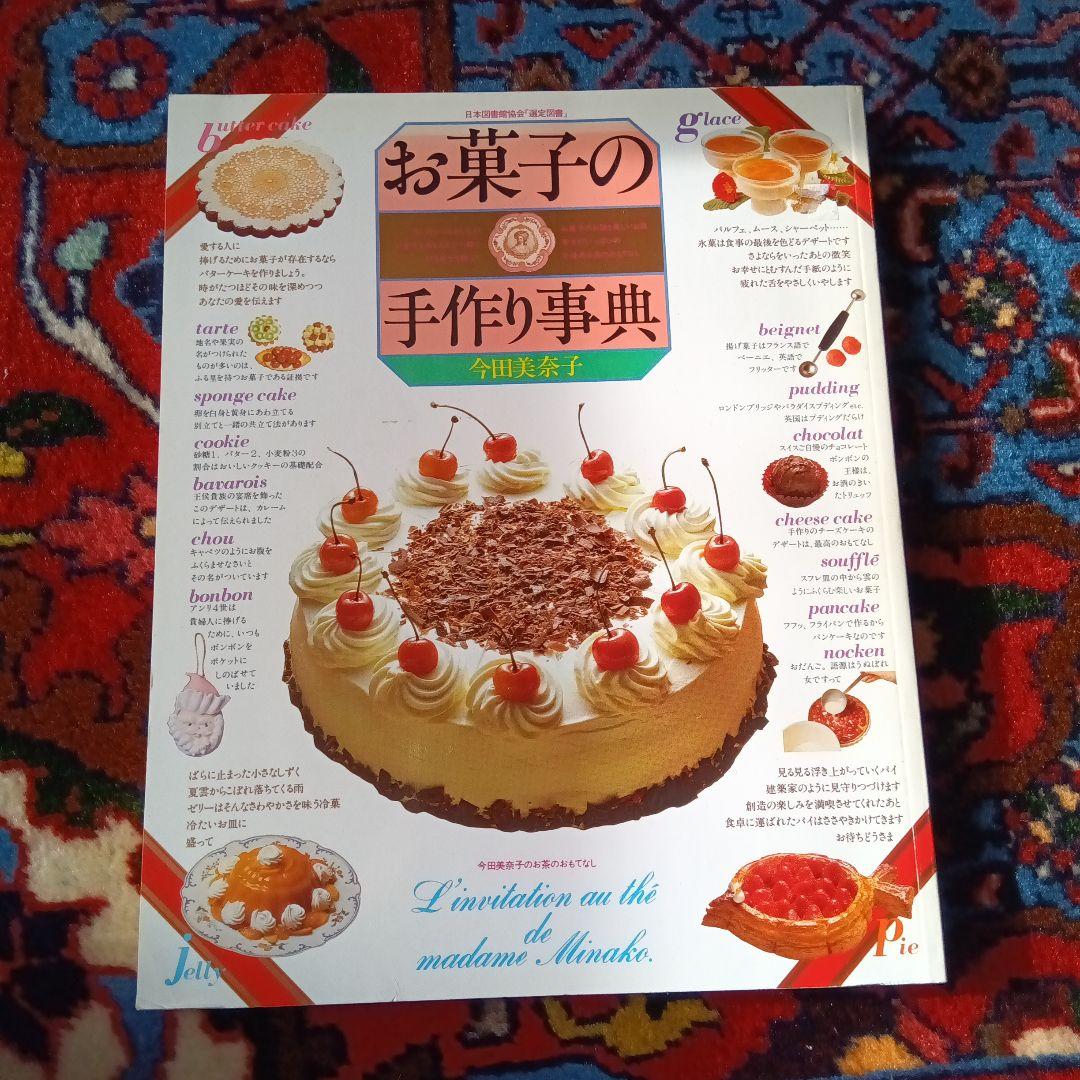 日本図書館協会「選定図書」
お菓子の
手作り事典
今田美奈子
butter cake
愛する人に
捧げるためにお菓子が存在するなら
バターケーキを作りましょう。
時がたつほどその味を深めつつ
あなたの愛を伝えます
tarte
地名や果実の
名がつけられた
ものが多いのは、
ふる里を持つお菓子である証拠です
sponge cake
卵を白身と黄身にあわ立てる
別立てと一緒の共立て法があります
cookie
砂糖1、バター2、小麦粉3の
割合はおいしいクッキーの基礎配合
bavarois
王侯貴族の宴席を飾った
このデザートは、カレーム
によって伝えられました
chou
キャベツのようにお腹を
ふくらませなさいと
その名がついています
bonbon
アンリ4世は
貴婦人に捧げる
ために、いつも
ボンボンを
ポケットに
しのばせて
いました
ばらに止まった小さなしずく
夏雲からこぼれ落ちてくる雨
ゼリーはそんなさわやかさを味う冷菓
冷たいお皿に
盛って
jelly
glace
パルフェ、ムース、シャーベット……
氷菓は食事の最後を色どるデザートです
さよならをいったあとの微笑
お幸せにとむすんだ手紙のように
疲れた舌をやさしくいやします
beignet
揚げ菓子はフランス語で
ベーニエ、英語で
フリッターです
pudding
ロンドンブリッジやパラダイスプディングetc.
英国はプディングだらけ
chocolat
スイスご自慢のチョコレート
ボンボンの
王様は、
お酒のきい
たトリュッフ
cheese cake
手作りのチーズケーキの
デザートは、最高のおもてなし
soufflé
スフレ皿の中から雲の
ようにふくらむ楽しいお菓子
pancake
フフッ、フライパンで作るから
パンケーキなのです
nocken
おだんご。語源はうぬぼれ
女ですって
見る見る浮き上がっていくパイ
建築家のように見守りつづけます
創造の楽しみを満喫させてくれたあと
食卓に運ばれたパイはささやきかけてきます
お待ちどうさま
pie
今田美奈子のお茶のおもてなし
L'invitation au thé
de
madame Minako.